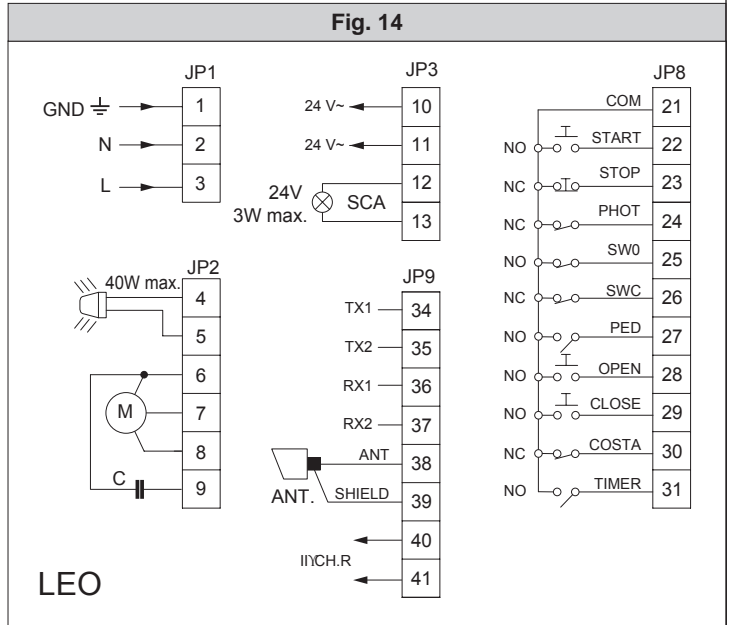 Fig. 14
JP1
GND
1
N
2
L
3
JP2
40W max.
4
5
6
M
7
8
C
9
JP3
24 V~
10
24 V~
11
12
24V
3W max.
SCA
13
JP9
TX1
34
TX2
35
RX1
36
RX2
37
ANT
38
ANT.
SHIELD
39
40
IIYCH.R
41
JP8
COM
21
NO
START
22
NC
STOP
23
NC
PHOT
24
NO
SW0
25
NC
SWC
26
NO
PED
27
NO
OPEN
28
NO
CLOSE
29
NC
COSTA
30
NO
TIMER
31
LEO